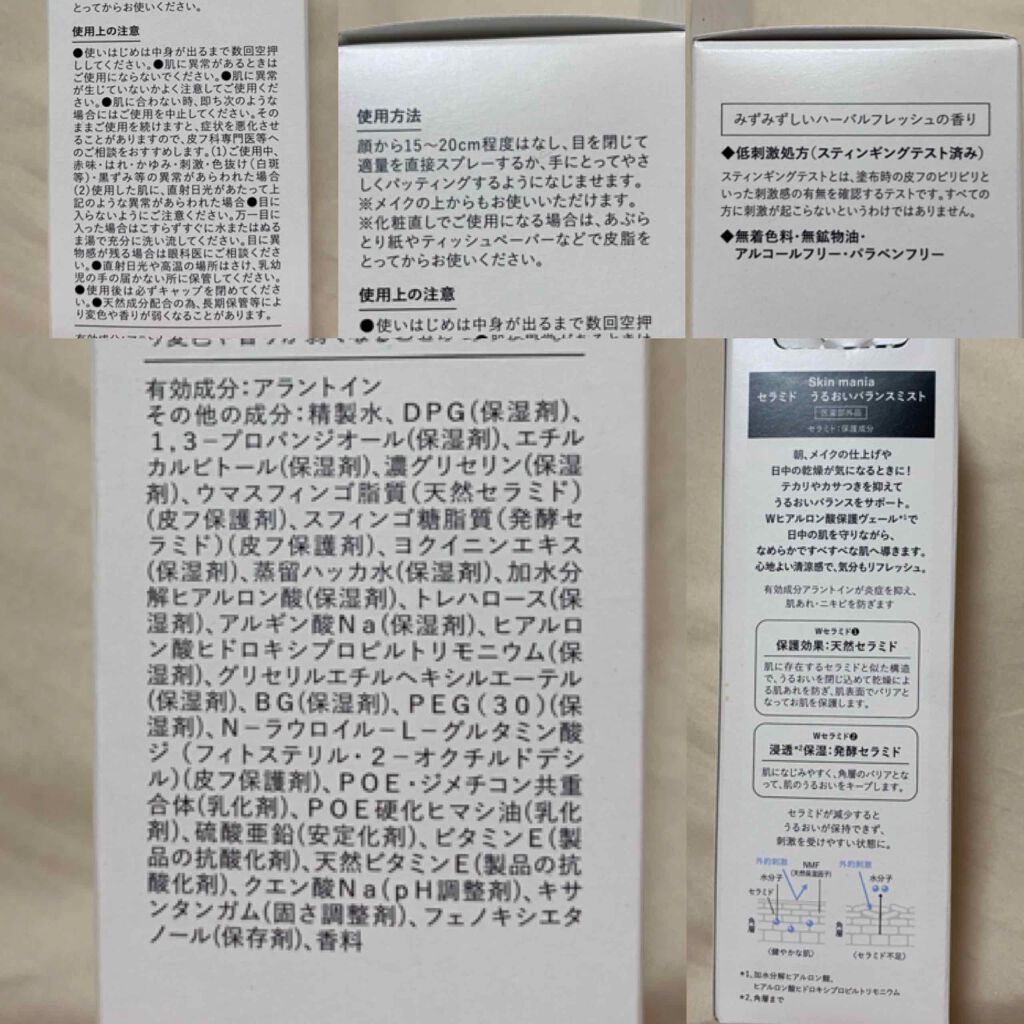 とってからお使いください。
使用上の注意
●使いはじめは中身が出るまで数回空押
ししてください。●肌に異常があるときは
ご使用にならないでください。●肌に異常
が生じていないかよく注意してご使用くだ
さい。●肌に合わない時、即ち次のような
場合にはご使用を中止してください。その
ままご使用を続けますと、症状を悪化させ
ることがありますので、皮フ科専門医等へ
のご相談をおすすめします。(1)ご使用中、
赤味・はれ・かゆみ・刺激・色抜け(白斑
等)・黒ずみ等の異常があらわれた場合
(2)使用した肌に、直射日光があたって上
記のような異常があらわれた場合●目に
入らないようにご注意ください。万一目に
入った場合はこすらずすぐに水またはぬる
ま湯で充分に洗い流してください。目に異
物感が残る場合は眼科医にご相談くださ
い。●直射日光や高温の場所はさけ、乳幼
児の手の届かない所に保管してください。
●使用後は必ずキャップを閉めてくださ
い。●天然成分配合の為、長期保管等によ
り変色や香りが弱くなることがあります。
使用方法
顔から15〜20cm程度はなし、目を閉じて
適量を直接スプレーするか、手にとってやさ
しくパッティングするようになじませます。
※メイクの上からもお使いいただけます。
※化粧直しでご使用になる場合は、あぶら
とり紙やティッシュペーパーなどで皮脂を
とってからお使いください。
使用上の注意
●使いはじめは中身が出るまで数回空押
みずみずしいハーバルフレッシュの香り
◆低刺激処方(スティンギングテスト済み)
スティンギングテストとは、塗布時の皮フのピリピリと
いった刺激感の有無を確認するテストです。すべての
方に刺激が起こらないというわけではありません。
◆無着色料・無鉱物油・
アルコールフリー・パラベンフリー
有効成分:アラントイン
その他の成分:精製水、DPG(保湿剤)、
1,3−プロパンジオール(保湿剤)、エチル
カルビトール(保湿剤)、濃グリセリン(保湿
剤)、ウマスフィンゴ脂質(天然セラミド)
(皮フ保護剤)、スフィンゴ糖脂質(発酵セ
ラミド)(皮フ保護剤)、ヨクイニンエキス
(保湿剤)、蒸留ハッカ水(保湿剤)、加水分
解ヒアルロン酸(保湿剤)、トレハロース(保
湿剤)、アルギン酸Na(保湿剤)、ヒアルロ
ン酸ヒドロキシプロピルトリモニウム(保
湿剤)、グリセリルエチルヘキシルエーテル
(保湿剤)、BG(保湿剤)、PEG(30)(保
湿剤)、N−ラウロイル−L−グルタミン酸
ジ(フィトステリル・2−オクチルドデシ
ル)(皮フ保護剤)、POE・ジメチコン共重
合体(乳化剤)、POE硬化ヒマシ油(乳化
剤)、硫酸亜鉛(安定化剤)、ビタミンE(製
品の抗酸化剤)、天然ビタミンE(製品の抗
酸化剤)、クエン酸Na(pH調整剤)、キサ
ンタンガム(固さ調整剤)、フェノキシエタ
ノール(保存剤)、香料
Skin mania
セラミド うるおいバランスミスト
医薬部外品
セラミド:保護成分
朝、メイクの仕上げや
日中の乾燥が気になるときに!
テカリやカサつきを抑えて
うるおいバランスをサポート。
Wヒアルロン酸保護ヴェール*1で
日中の肌を守りながら、
なめらかですべすべな肌へ導きます。
心地よい清涼感で、気分もリフレッシュ。
有効成分アラントインが炎症を抑え、
肌あれ・ニキビを防ぎます
Wセラミド❶
保護効果:天然セラミド
肌に存在するセラミドと似た構造
で、うるおいを閉じ込めて乾燥によ
る肌あれを防ぎ、肌表面でバリアと
なってお肌を保護します。
Wセラミド❷
浸透*2保湿:発酵セラミド
肌になじみやすく、角層のバリアとな
って、肌のうるおいをキープします。
セラミドが減少すると
うるおいが保持できず、
刺激を受けやすい状態に。
外的刺激 NMF
水分子 (天然保湿因子)
セラミド
角層
(健やかな肌)
外的刺激
水分子
角層
(セラミド不足)
*1、加水分解ヒアルロン酸、
ヒアルロン酸ヒドロキシプロピルトリモニウム
*2、角層まで